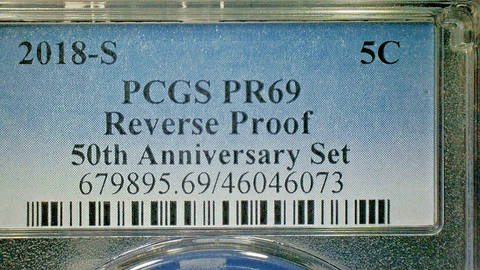 2018-S 5C
PCGS PR69
Reverse Proof
50th Anniversary Set
679895.69/46046073